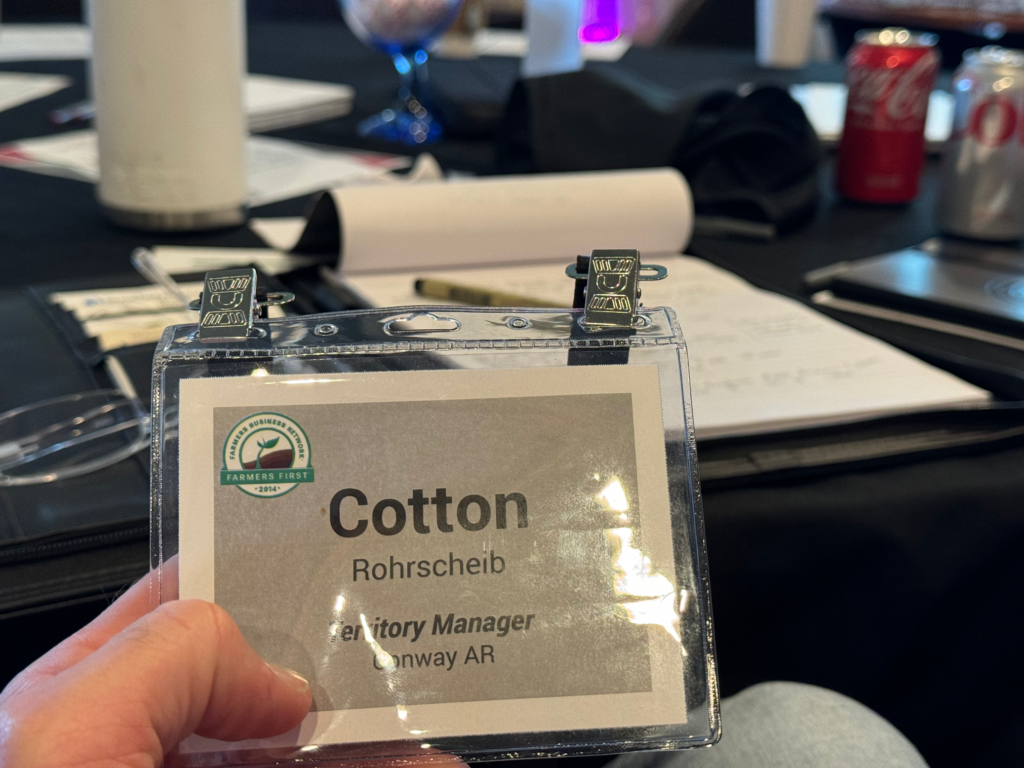 Coca-Cola
FARMERS BUSINESS NETWORK
FARMERS FIRST
• 2014 •
Cotton
Rohrscheib
Territory Manager
Conway AR